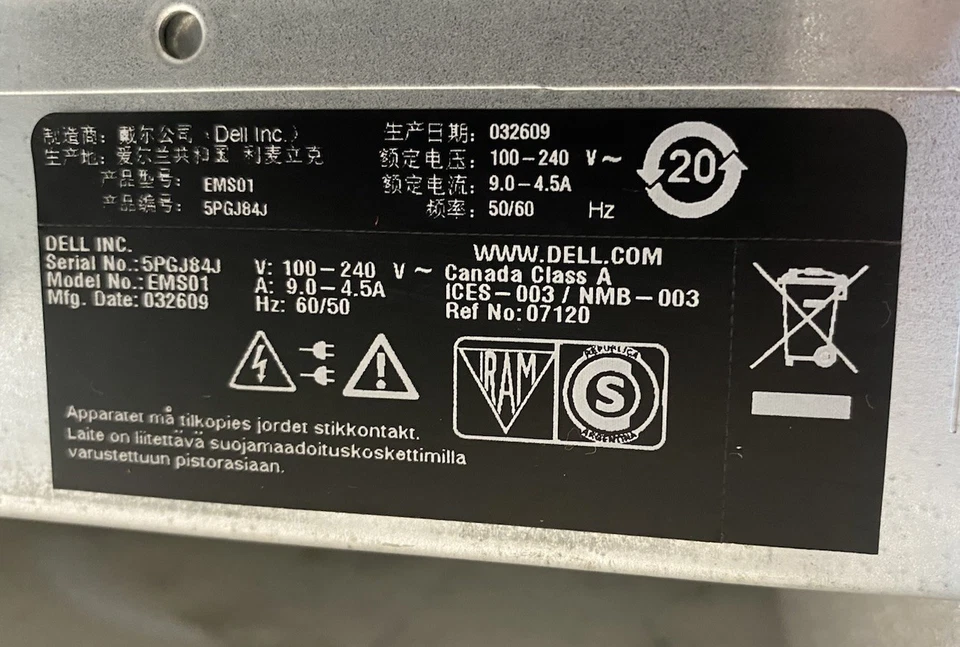 制造商: 戴尔公司 (Dell Inc.)
生产地: 爱尔兰共和国 利麦立克
产品型号: EMS01
产品编号: 5PGJ84J
生产日期: 032609
额定电压: 100-240 V~
额定电流: 9.0-4.5A
频率: 50/60 Hz
20
DELL INC.
Serial No.:5PGJ84J
Model No.:EMS01
Mfg. Date:032609
V: 100-240 V~
A: 9.0-4.5A
Hz: 60/50
WWW.DELL.COM
Canada Class A
ICES-003 / NMB-003
Ref No:07120
IRAM
REPUBLICA
S
ARGENTINA
Apparatet må tilkopies jordet stikkontakt.
Laite on liitettävä suojamaadoituskoskettimilla
varustettuun pistorasiaan.